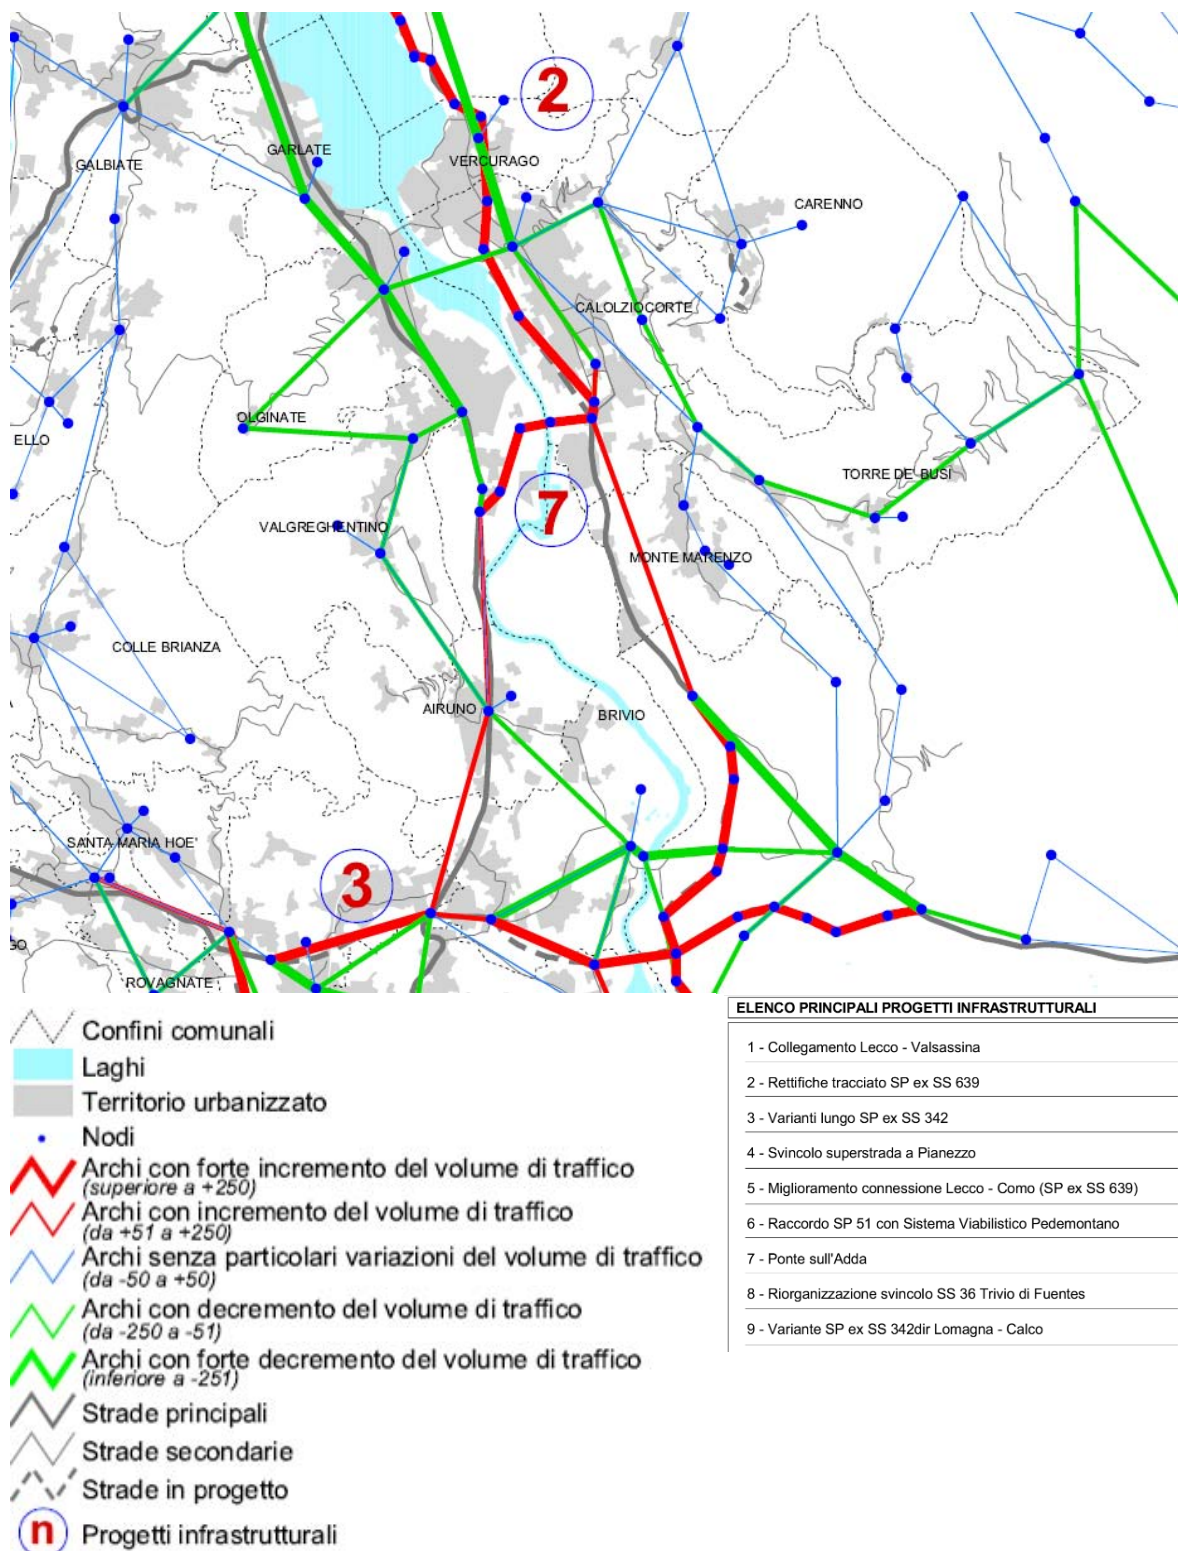 2
GARLATE
VERCURAGO
GALBIATE
CARENNO
CALOLZIOCORTE
OLGINATE
ELLO
TORRE DE' BUSI
7
VALGREGHENTINO
MONTE MARENZO
COLLE BRIANZA
AIRUNO
BRIVIO
SANTA MARIA HOE'
3
GO
ROVAGNATE
Confini comunali
Laghi
Territorio urbanizzato
Nodi
Archi con forte incremento del volume di traffico
(superiore a +250)
Archi con incremento del volume di traffico
(da +51 a +250)
Archi senza particolari variazioni del volume di traffico
(da -50 a +50)
Archi con decremento del volume di traffico
(da -250 a -51)
Archi con forte decremento del volume di traffico
(inferiore a -251)
Strade principali
Strade secondarie
Strade in progetto
n Progetti infrastrutturali
ELENCO PRINCIPALI PROGETTI INFRASTRUTTURALI
1 - Collegamento Lecco - Valsassina
2 - Rettifiche tracciato SP ex SS 639
3 - Varianti lungo SP ex SS 342
4 - Svincolo superstrada a Pianezzo
5 - Miglioramento connessione Lecco - Como (SP ex SS 639)
6 - Raccordo SP 51 con Sistema Viabilistico Pedemontano
7 - Ponte sull'Adda
8 - Riorganizzazione svincolo SS 36 Trivio di Fuentes
9 - Variante SP ex SS 342dir Lomagna - Calco